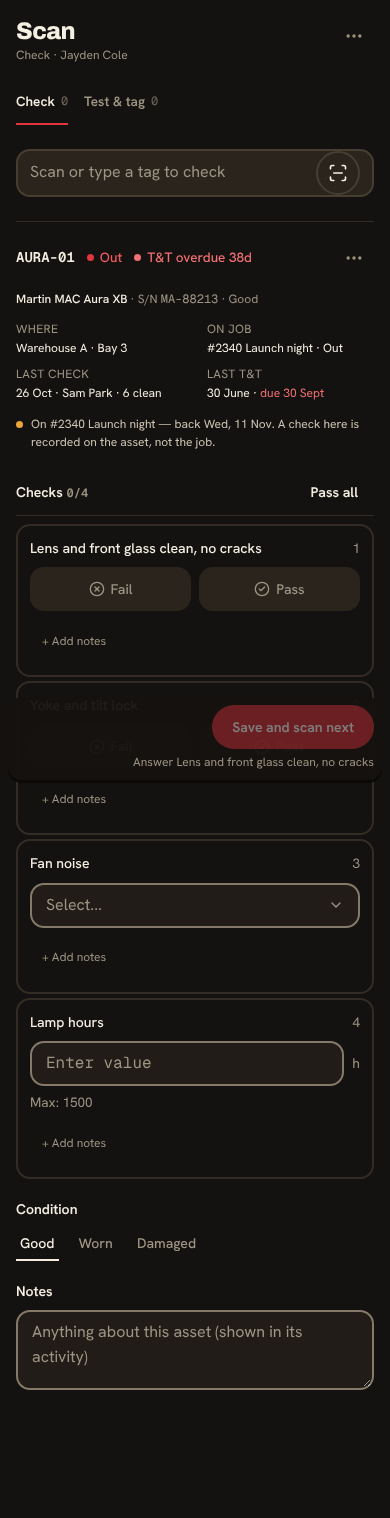 Scan
Check · Jayden Cole
Check 0 Test & tag 0
Scan or type a tag to check
AURA-01 Out T&T overdue 38d
Martin MAC Aura XB · S/N MA-88213 · Good
WHERE ON JOB
Warehouse A · Bay 3 #2340 Launch night · Out
LAST CHECK LAST T&T
26 Oct · Sam Park · 6 clean 30 June · due 30 Sept
On #2340 Launch night — back Wed, 11 Nov. A check here is
recorded on the asset, not the job.
Checks 0/4 Pass all
Lens and front glass clean, no cracks 1
Fail Pass
+ Add notes
Yoke and tilt lock
Save and scan next
Fail
Answer Lens and front glass clean, no cracks
+ Add notes
Fan noise 3
Select...
+ Add notes
Lamp hours 4
Enter value h
Max: 1500
+ Add notes
Condition
Good Worn Damaged
Notes
Anything about this asset (shown in its
activity)